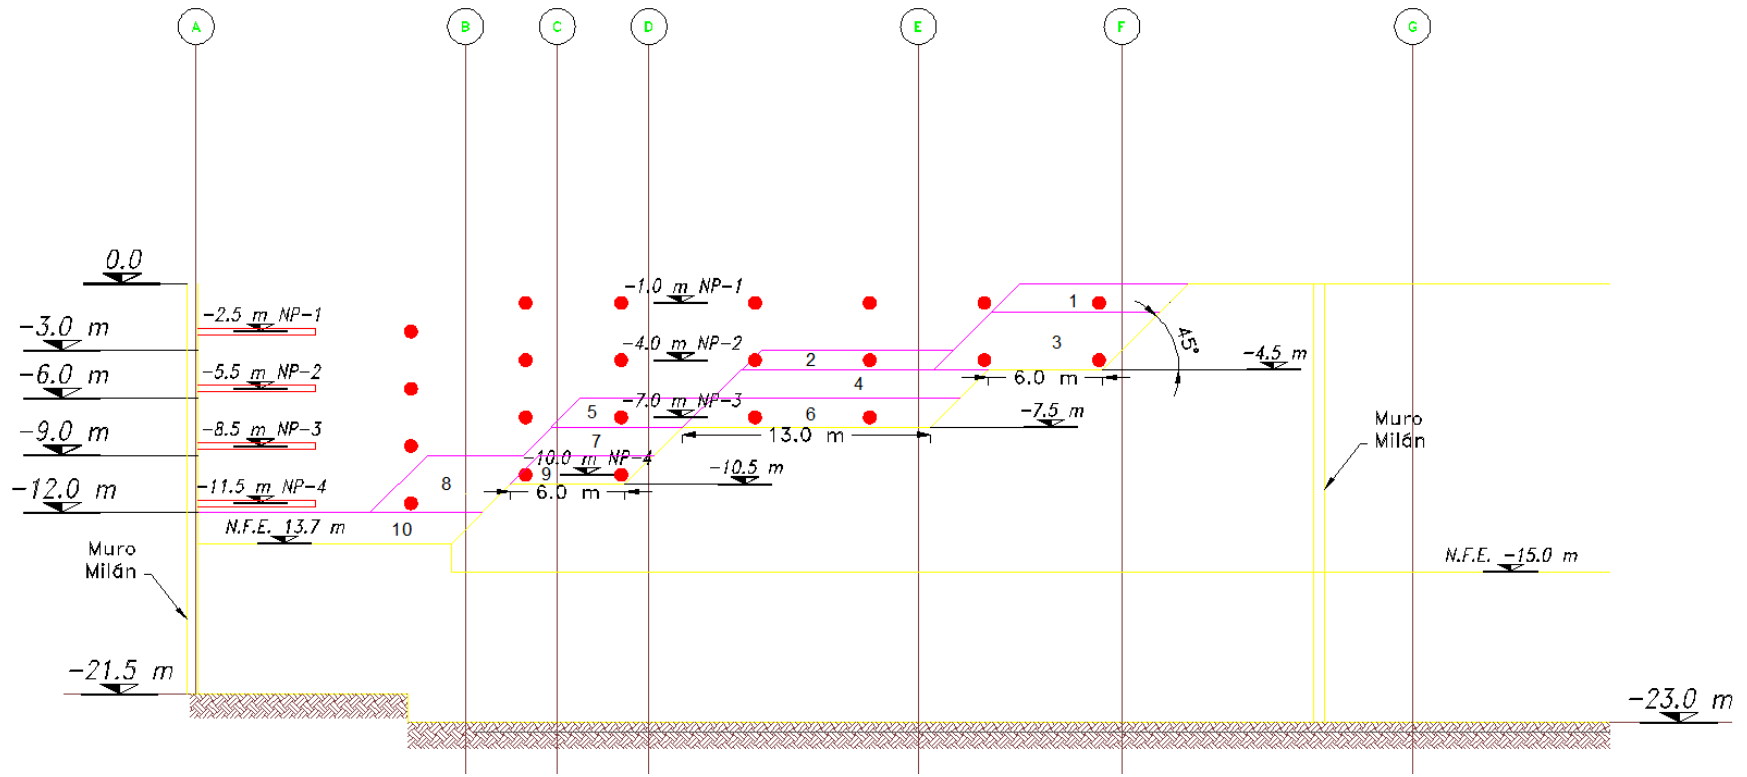 A B C D E F G
0.0
-1.0 m NP-1
-2.5 m NP-1
1
-3.0 m
-4.0 m NP-2
2
3
45°
-4.5 m
-5.5 m NP-2
4
6.0 m
-6.0 m
-7.0 m NP-3
5
6
-7.5 m
Muro
Milán
-8.5 m NP-3
7
13.0 m
-9.0 m
-10.0 m NP-4
9
-10.5 m
8
6.0 m
-12.0 m
-11.5 m NP-4
N.F.E. 13.7 m
10
Muro
Milán
N.F.E. -15.0 m
-21.5 m
-23.0 m